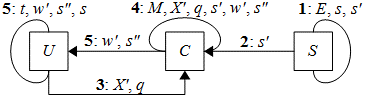 5: t, w′, s″, s
4: M, X′, q, s′, w′, s″
1: E, s, s′
5: w′, s″
2: s′
U
C
S
3: X′, q